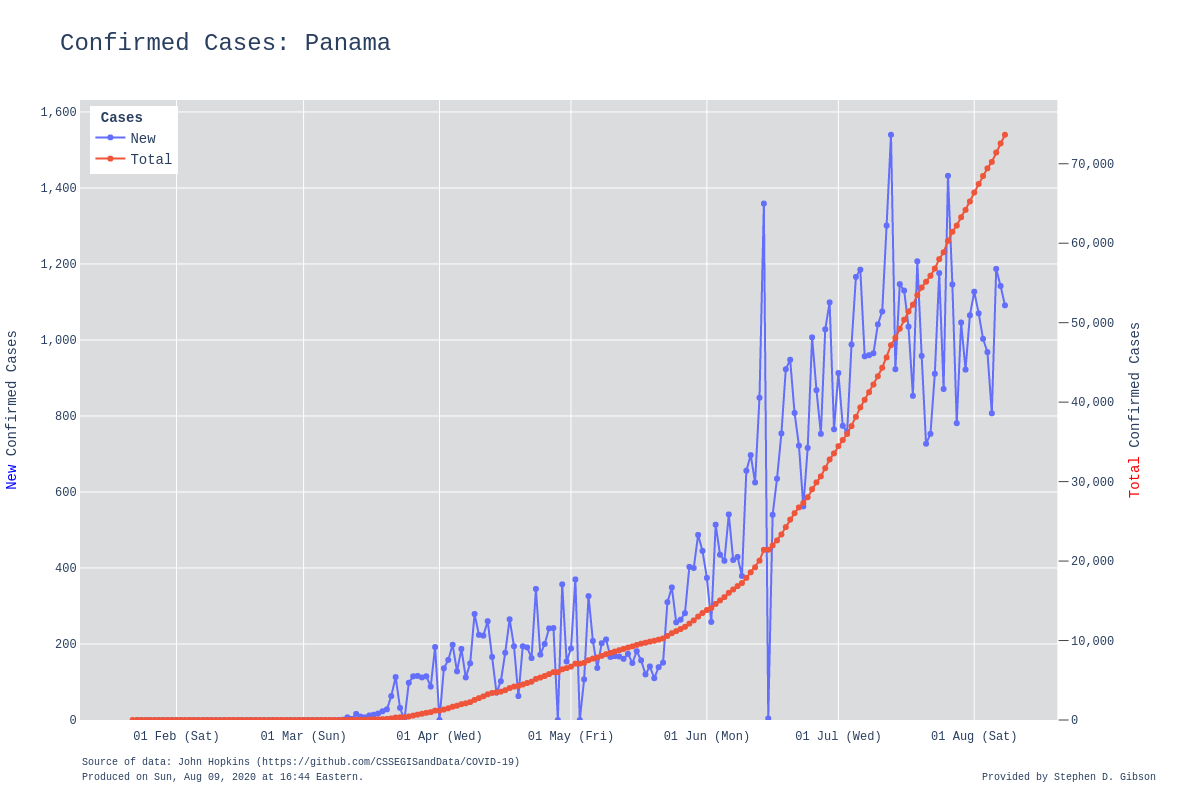 Confirmed Cases: Panama
Cases
New
Total
1,600
1,400
1,200
1,000
800
600
400
200
0
70,000
60,000
50,000
40,000
30,000
20,000
10,000
0
New Confirmed Cases
Total Confirmed Cases
01 Feb (Sat)
01 Mar (Sun)
01 Apr (Wed)
01 May (Fri)
01 Jun (Mon)
01 Jul (Wed)
01 Aug (Sat)
Source of data: John Hopkins (https://github.com/CSSEGISandData/COVID-19)
Produced on Sun, Aug 09, 2020 at 16:44 Eastern.
Provided by Stephen D. Gibson